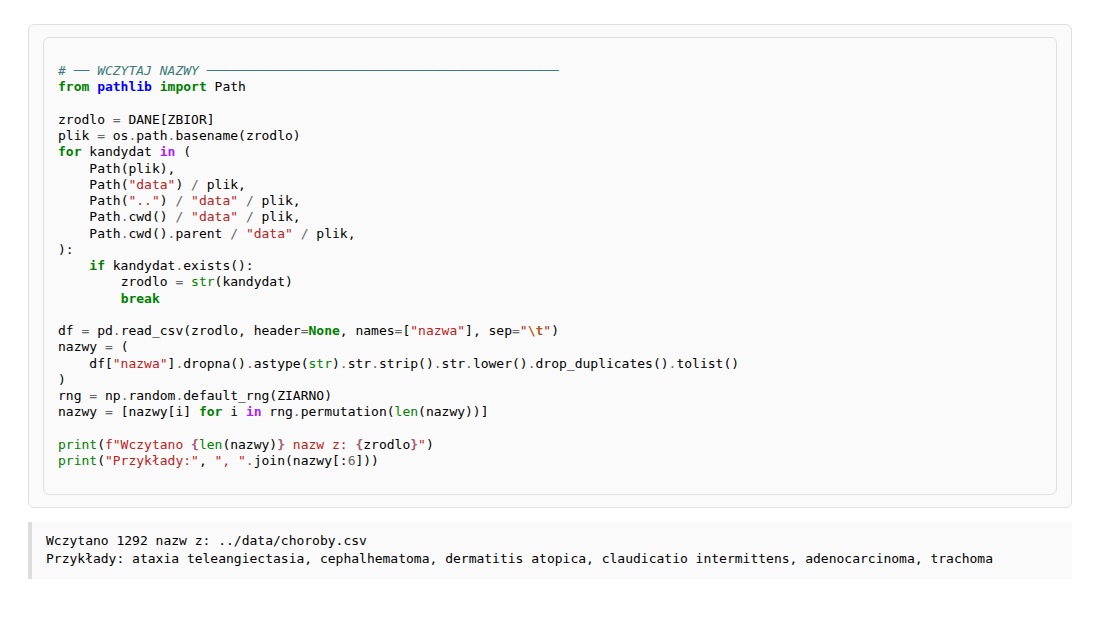 # ── WCZYTAJ NAZWY ─────────────────────────────────────────────
from pathlib import Path

zrodlo = DANE[ZBIOR]
plik = os.path.basename(zrodlo)
for kandydat in (
    Path(plik),
    Path("data") / plik,
    Path("..") / "data" / plik,
    Path.cwd() / "data" / plik,
    Path.cwd().parent / "data" / plik,
):
    if kandydat.exists():
        zrodlo = str(kandydat)
        break

df = pd.read_csv(zrodlo, header=None, names=["nazwa"], sep="\t")
nazwy = (
    df["nazwa"].dropna().astype(str).str.strip().str.lower().drop_duplicates().tolist()
)
rng = np.random.default_rng(ZIARNO)
nazwy = [nazwy[i] for i in rng.permutation(len(nazwy))]

print(f"Wczytano {len(nazwy)} nazw z: {zrodlo}")
print("Przykłady:", ", ".join(nazwy[:6]))

Wczytano 1292 nazw z: ../data/choroby.csv
Przykłady: ataxia teleangiectasia, cephalhematoma, dermatitis atopica, claudicatio intermittens, adenocarcinoma, trachoma